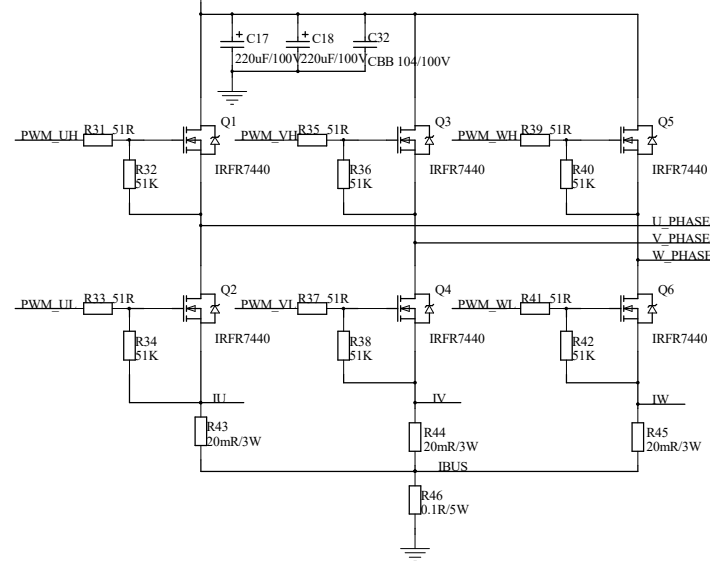 C17 C18 C32
220uF/100V 220uF/100V CBB 104/100V
Q1 Q3 Q5
PWM_UH R31 51R PWM_VH R35 51R PWM_WH R39 51R
R32 IRFR7440 R36 IRFR7440 R40 IRFR7440
51K 51K 51K
U_PHASE
V_PHASE
W_PHASE
Q2 Q4 Q6
PWM_UL R33 51R PWM_VL R37 51R PWM_WL R41 51R
R34 IRFR7440 R38 IRFR7440 R42 IRFR7440
51K 51K 51K
IU IV IW
R43 R44 R45
20mR/3W 20mR/3W 20mR/3W
IBUS
R46
0.1R/5W